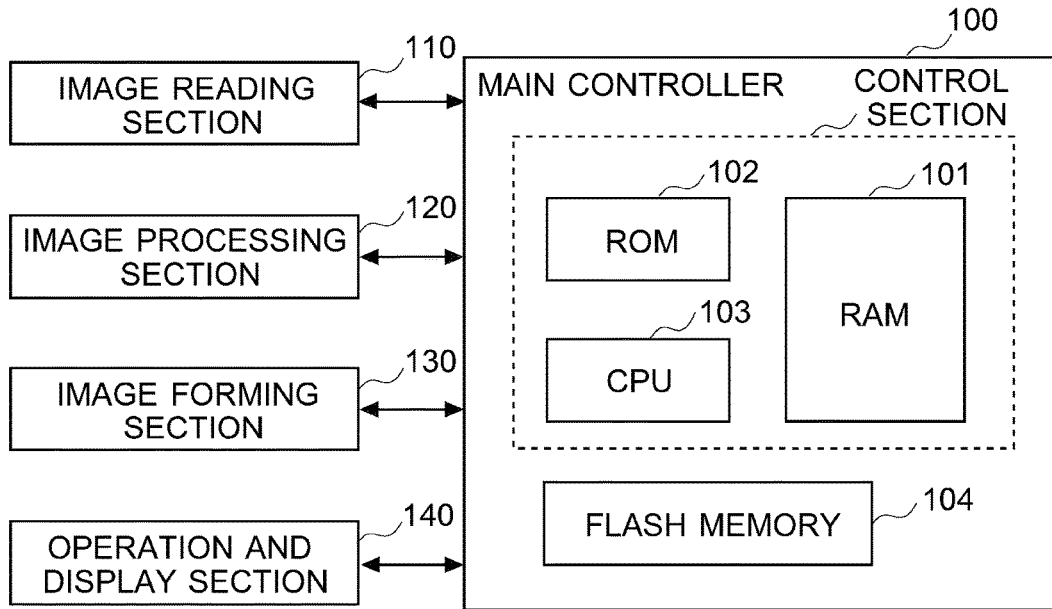 100
110
IMAGE READING
SECTION
MAIN CONTROLLER
CONTROL
SECTION
120
IMAGE PROCESSING
SECTION
102
ROM
101
RAM
103
CPU
130
IMAGE FORMING
SECTION
140
OPERATION AND
DISPLAY SECTION
FLASH MEMORY
104